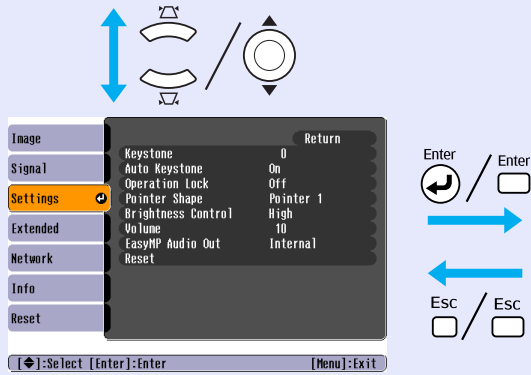 Image
Signal
Settings
Extended
Network
Info
Reset
Return
Keystone 0
Auto Keystone On
Operation Lock Off
Pointer Shape Pointer 1
Brightness Control High
Volume 10
EasyMP Audio Out Internal
Reset
[◆]:Select [Enter]:Enter [Menu]:Exit
Enter Enter
Esc Esc